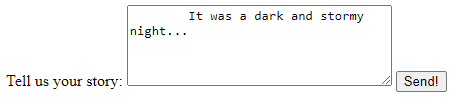 It was a dark and stormy
night...
Tell us your story: Send!